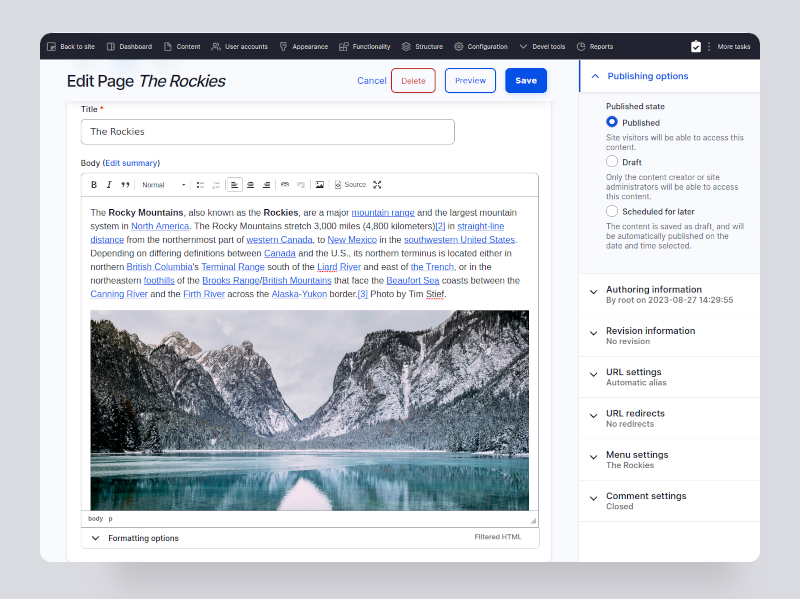 Back to site Dashboard Content User accounts Appearance Functionality Structure Configuration Devel tools Reports More tasks
Edit Page The Rockies
Cancel Delete Preview Save
Title *
The Rockies
Body (Edit summary)
B I Normal Source
The Rocky Mountains, also known as the Rockies, are a major mountain range and the largest mountain
system in North America. The Rocky Mountains stretch 3,000 miles (4,800 kilometers)[2] in straight-line
distance from the northernmost part of western Canada, to New Mexico in the southwestern United States.
Depending on differing definitions between Canada and the U.S., its northern terminus is located either in
northern British Columbia's Terminal Range south of the Liard River and east of the Trench, or in the
northeastern foothills of the Brooks Range/British Mountains that face the Beaufort Sea coasts between the
Canning River and the Firth River across the Alaska-Yukon border.[3] Photo by Tim Stief.
body p
Formatting options
Filtered HTML
Publishing options
Published state
Published
Site visitors will be able to access this
content.
Draft
Only the content creator or site
administrators will be able to access
this content.
Scheduled for later
The content is saved as draft, and will
be automatically published on the
date and time selected.
Authoring information
By root on 2023-08-27 14:29:55
Revision information
No revision
URL settings
Automatic alias
URL redirects
No redirects
Menu settings
The Rockies
Comment settings
Closed